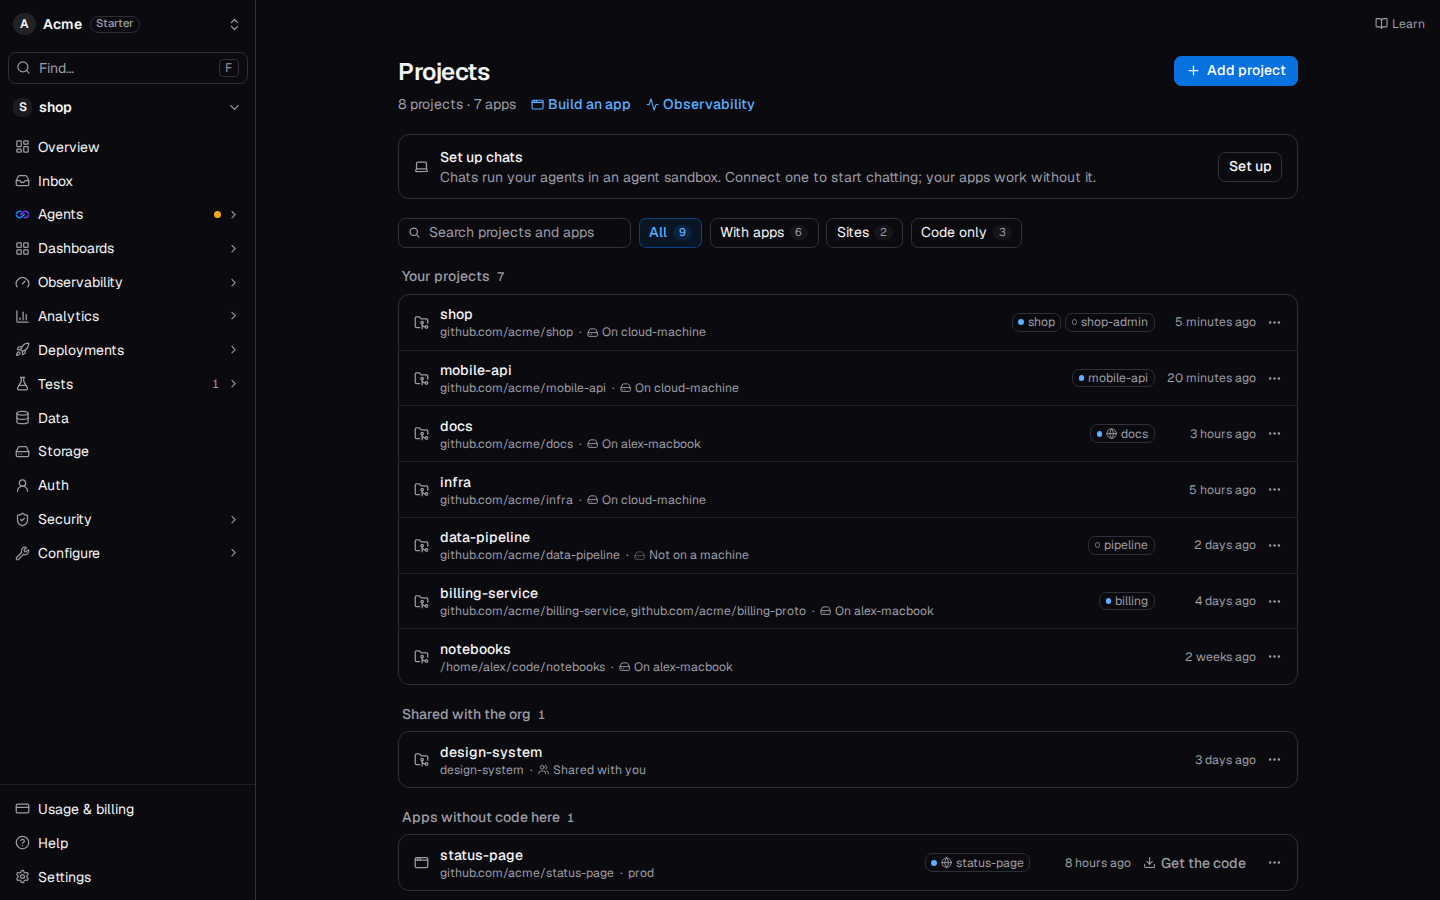 A Acme Starter
Learn
Find... F
S shop
Overview
Inbox
Agents
Dashboards
Observability
Analytics
Deployments
Tests 1
Data
Storage
Auth
Security
Configure
Usage & billing
Help
Settings
Projects
Add project
8 projects · 7 apps Build an app Observability
Set up chats
Chats run your agents in an agent sandbox. Connect one to start chatting; your apps work without it.
Set up
Search projects and apps All 9 With apps 6 Sites 2 Code only 3
Your projects 7
shop
github.com/acme/shop · On cloud-machine
shop shop-admin 5 minutes ago
mobile-api
github.com/acme/mobile-api · On cloud-machine
mobile-api 20 minutes ago
docs
github.com/acme/docs · On alex-macbook
docs 3 hours ago
infra
github.com/acme/infra · On cloud-machine
5 hours ago
data-pipeline
github.com/acme/data-pipeline · Not on a machine
pipeline 2 days ago
billing-service
github.com/acme/billing-service, github.com/acme/billing-proto · On alex-macbook
billing 4 days ago
notebooks
/home/alex/code/notebooks · On alex-macbook
2 weeks ago
Shared with the org 1
design-system
design-system · Shared with you
3 days ago
Apps without code here 1
status-page
github.com/acme/status-page · prod
status-page 8 hours ago Get the code